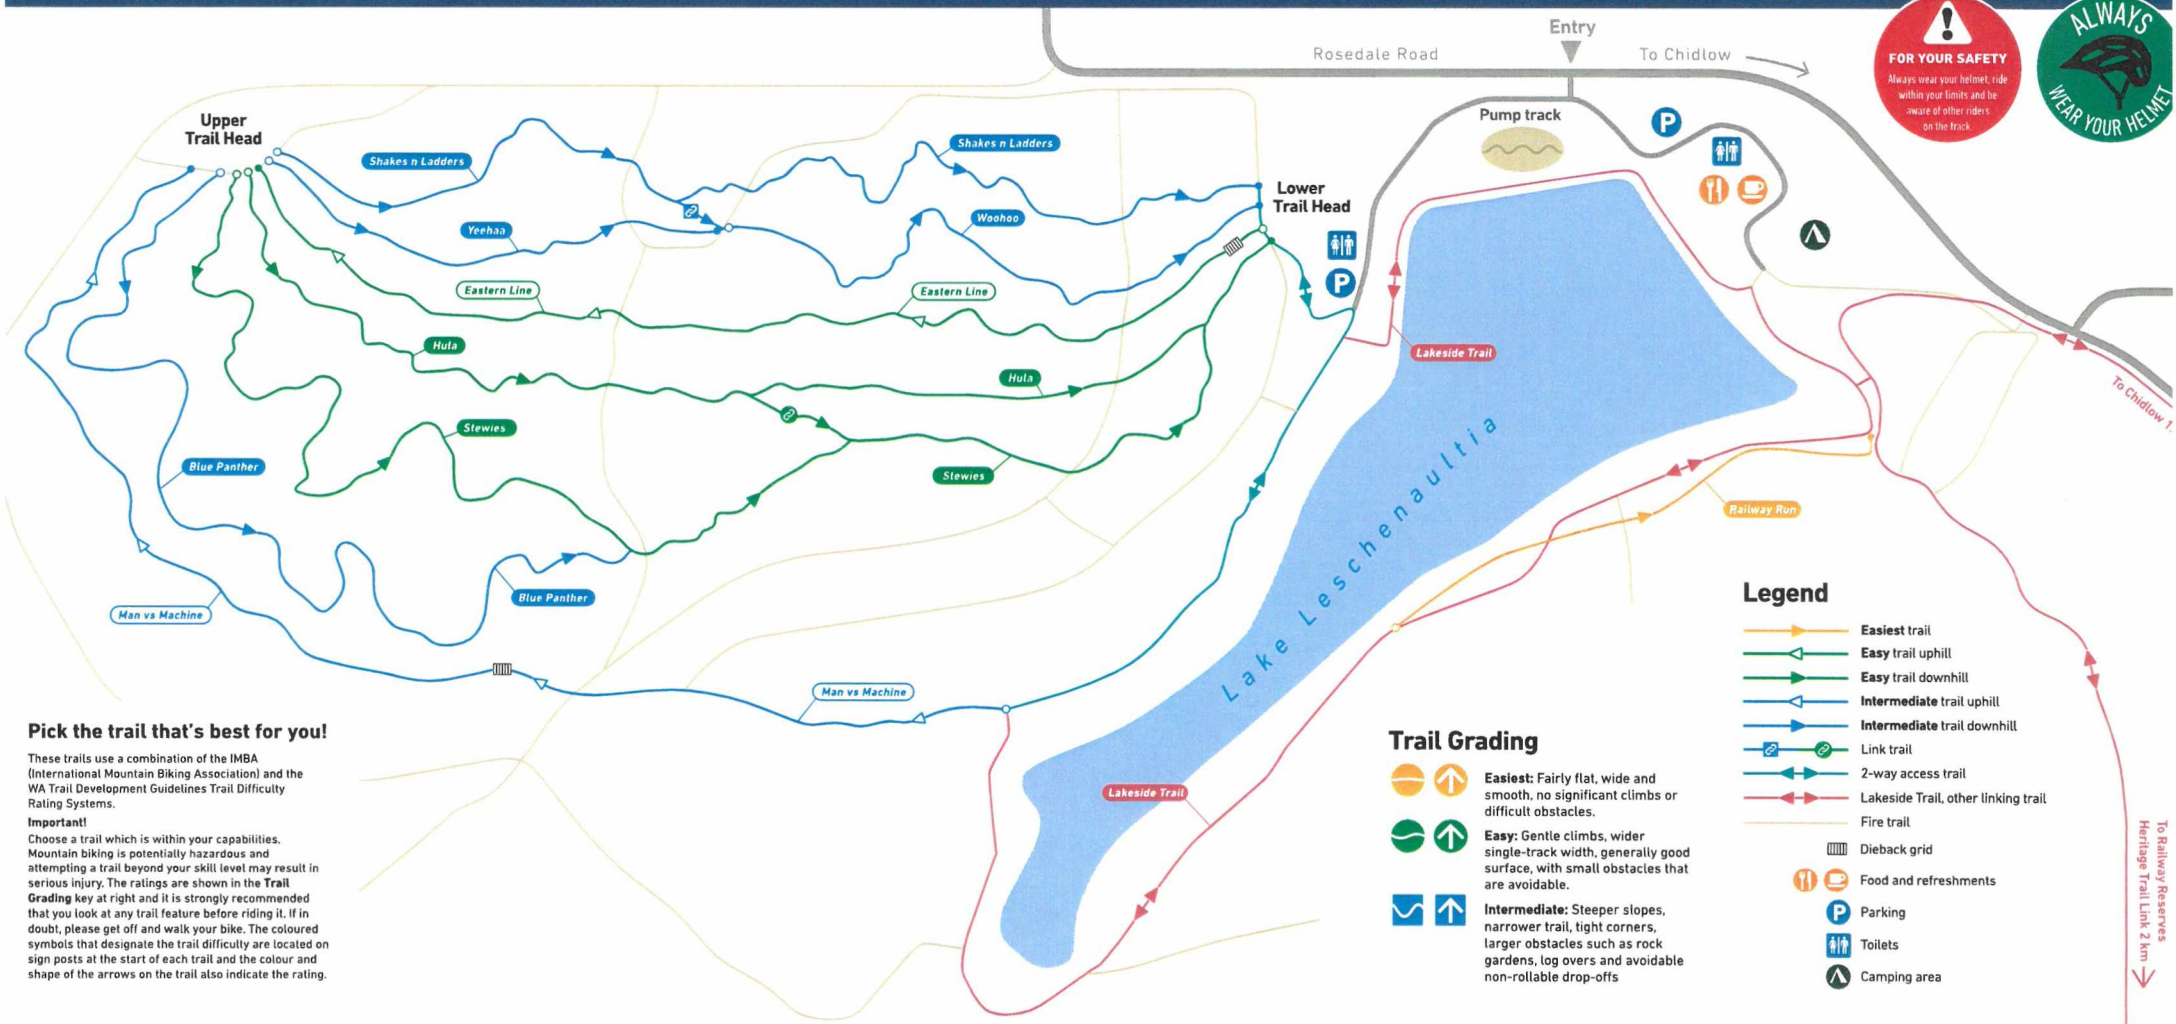 Entry
Rosedale Road
To Chidlow
FOR YOUR SAFETY
Always wear your helmet, ride
within your limits and be
aware of other riders
on the track.
ALWAYS
WEAR YOUR HELMET
Upper
Trail Head
Pump track
P
Shakes n Ladders
Shakes n Ladders
Lower
Trail Head
Yeehaa
Woohoo
Eastern Line
Eastern Line
P
Hula
Hula
Lakeside Trail
To Chidlow 1.
Stewies
Stewies
Blue Panther
Blue Panther
Railway Run
Lake Leschenaultia
Man vs Machine
Man vs Machine
Lakeside Trail
Pick the trail that's best for you!
These trails use a combination of the IMBA
(International Mountain Biking Association) and the
WA Trail Development Guidelines Trail Difficulty
Rating Systems.
Important!
Choose a trail which is within your capabilities.
Mountain biking is potentially hazardous and
attempting a trail beyond your skill level may result in
serious injury. The ratings are shown in the Trail
Grading key at right and it is strongly recommended
that you look at any trail feature before riding it. If in
doubt, please get off and walk your bike. The coloured
symbols that designate the trail difficulty are located on
sign posts at the start of each trail and the colour and
shape of the arrows on the trail also indicate the rating.
Trail Grading
Easiest: Fairly flat, wide and
smooth, no significant climbs or
difficult obstacles.
Easy: Gentle climbs, wider
single-track width, generally good
surface, with small obstacles that
are avoidable.
Intermediate: Steeper slopes,
narrower trail, tight corners,
larger obstacles such as rock
gardens, log overs and avoidable
non-rollable drop-offs
Legend
Easiest trail
Easy trail uphill
Easy trail downhill
Intermediate trail uphill
Intermediate trail downhill
Link trail
2-way access trail
Lakeside Trail, other linking trail
Fire trail
Dieback grid
Food and refreshments
P Parking
Toilets
Camping area
To Railway Reserves
Heritage Trail Link 2 km